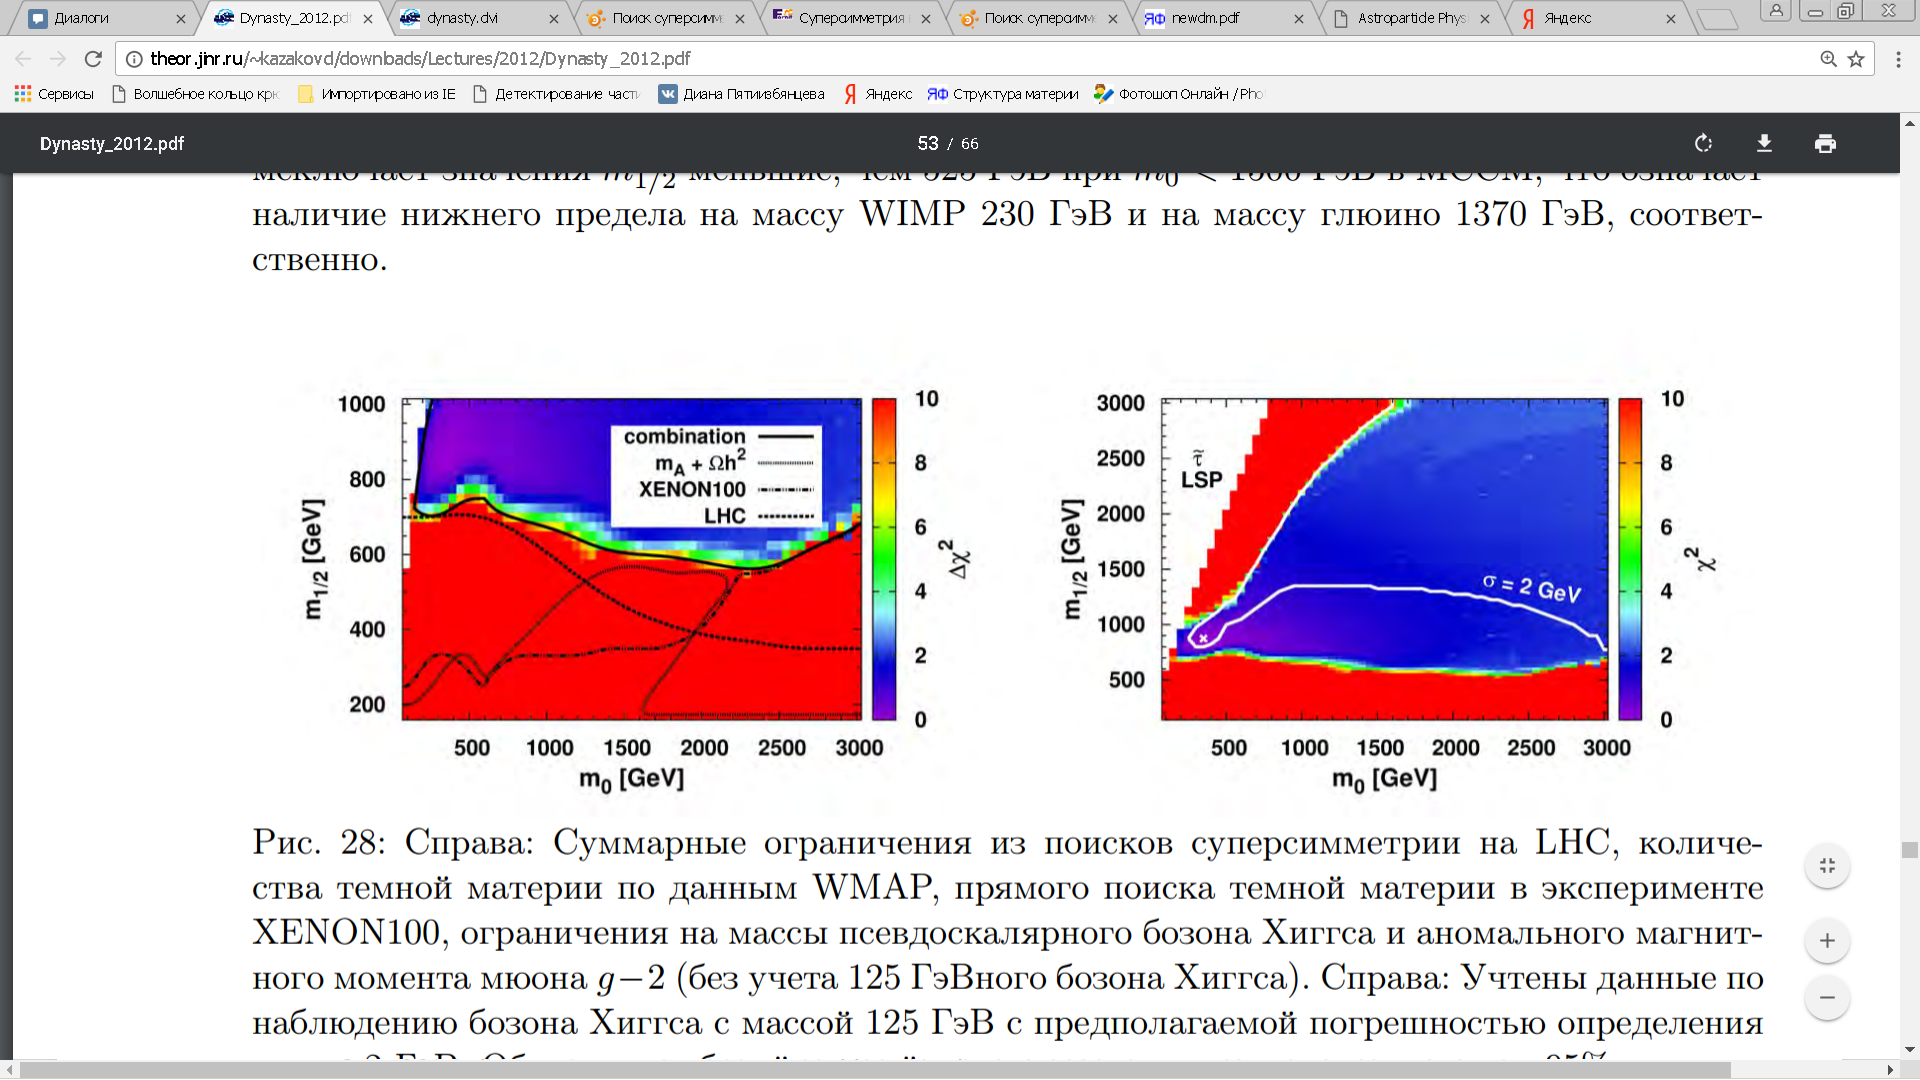 Диалоги
Dynasty_2012.pdf
dynasty.dvi
Поиск суперсимм
Суперсимметрия
Поиск суперсимм
ЯФ newdm.pdf
Astroparticle Phys
Яндекс
theor.jinr.ru/~kazakovd/downloads/Lectures/2012/Dynasty_2012.pdf
Сервисы
Волшебное кольцо кри
Импортировано из IE
Детектирование части
Диана Пятиизбянцева
Яндекс
ЯФ Структура материи
Фотошоп Онлайн / Pho
Dynasty_2012.pdf
53 / 66
наличие нижнего предела на массу WIMP 230 ГэВ и на массу глюино 1370 ГэВ, соответ-
ственно.
1000
800
600
400
200
m1/2 [GeV]
combination
mA + Ωh²
XENON100
LHC
500 1000 1500 2000 2500 3000
m0 [GeV]
10
8
6
4
2
0
Δχ²
3000
2500
2000
1500
1000
500
m1/2 [GeV]
τ̃
LSP
σ = 2 GeV
500 1000 1500 2000 2500 3000
m0 [GeV]
10
8
6
4
2
0
χ²
Рис. 28: Справа: Суммарные ограничения из поисков суперсимметрии на LHC, количе-
ства темной материи по данным WMAP, прямого поиска темной материи в эксперименте
XENON100, ограничения на массы псевдоскалярного бозона Хиггса и аномального магнит-
ного момента мюона g−2 (без учета 125 ГэВного бозона Хиггса). Справа: Учтены данные по
наблюдению бозона Хиггса с массой 125 ГэВ с предполагаемой погрешностью определения